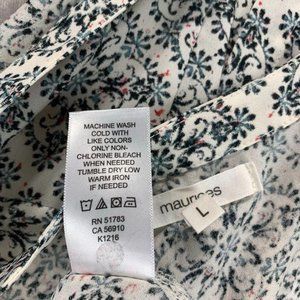 MACHINE WASH
COLD WITH
LIKE COLORS
ONLY NON-
CHLORINE BLEACH
WHEN NEEDED
TUMBLE DRY LOW
WARM IRON
IF NEEDED
RN 51783
CA 56910
K1216
maurices
L